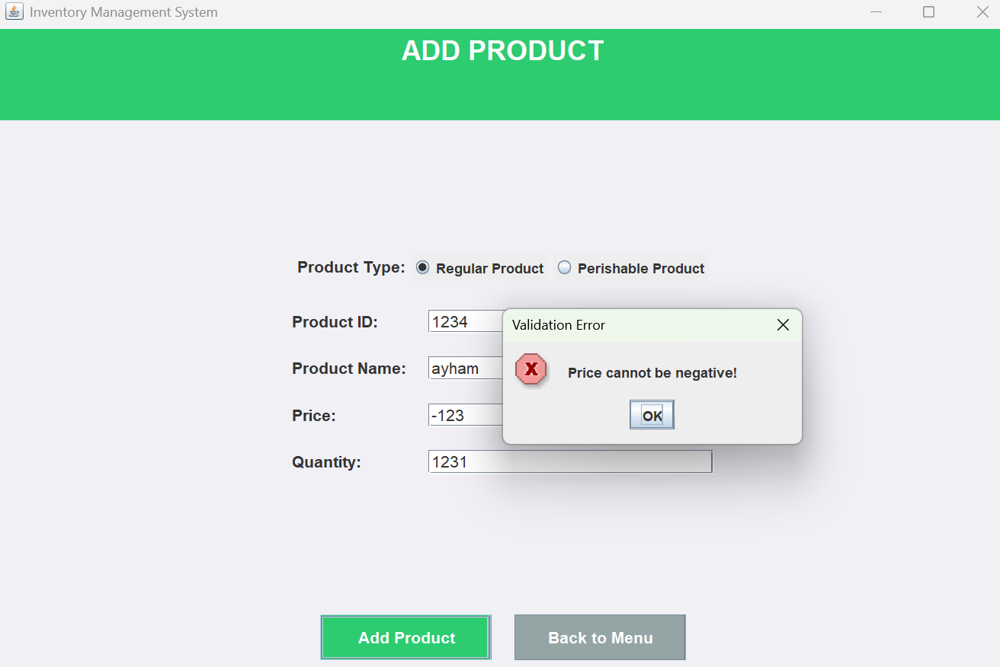 Inventory Management System
ADD PRODUCT
Product Type: Regular Product Perishable Product
Product ID: 1234
Validation Error
Product Name: ayham
Price cannot be negative!
Price: -123
OK
Quantity: 1231
Add Product Back to Menu